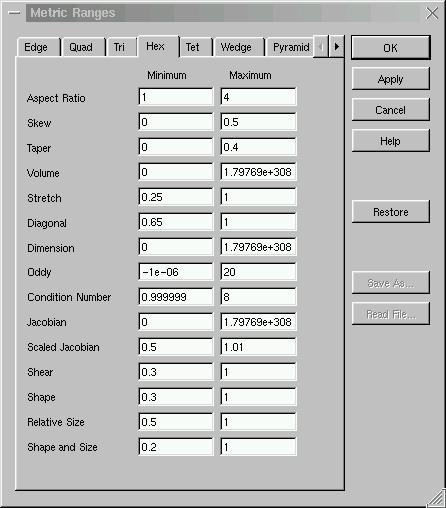 Metric Ranges
Edge Quad Tri Hex Tet Wedge Pyramid
OK
Apply
Cancel
Help
Restore
Save As...
Read File...
Minimum Maximum
Aspect Ratio 1 4
Skew 0 0.5
Taper 0 0.4
Volume 0 1.79769e+308
Stretch 0.25 1
Diagonal 0.65 1
Dimension 0 1.79769e+308
Oddy -1e-06 20
Condition Number 0.999999 8
Jacobian 0 1.79769e+308
Scaled Jacobian 0.5 1.01
Shear 0.3 1
Shape 0.3 1
Relative Size 0.5 1
Shape and Size 0.2 1